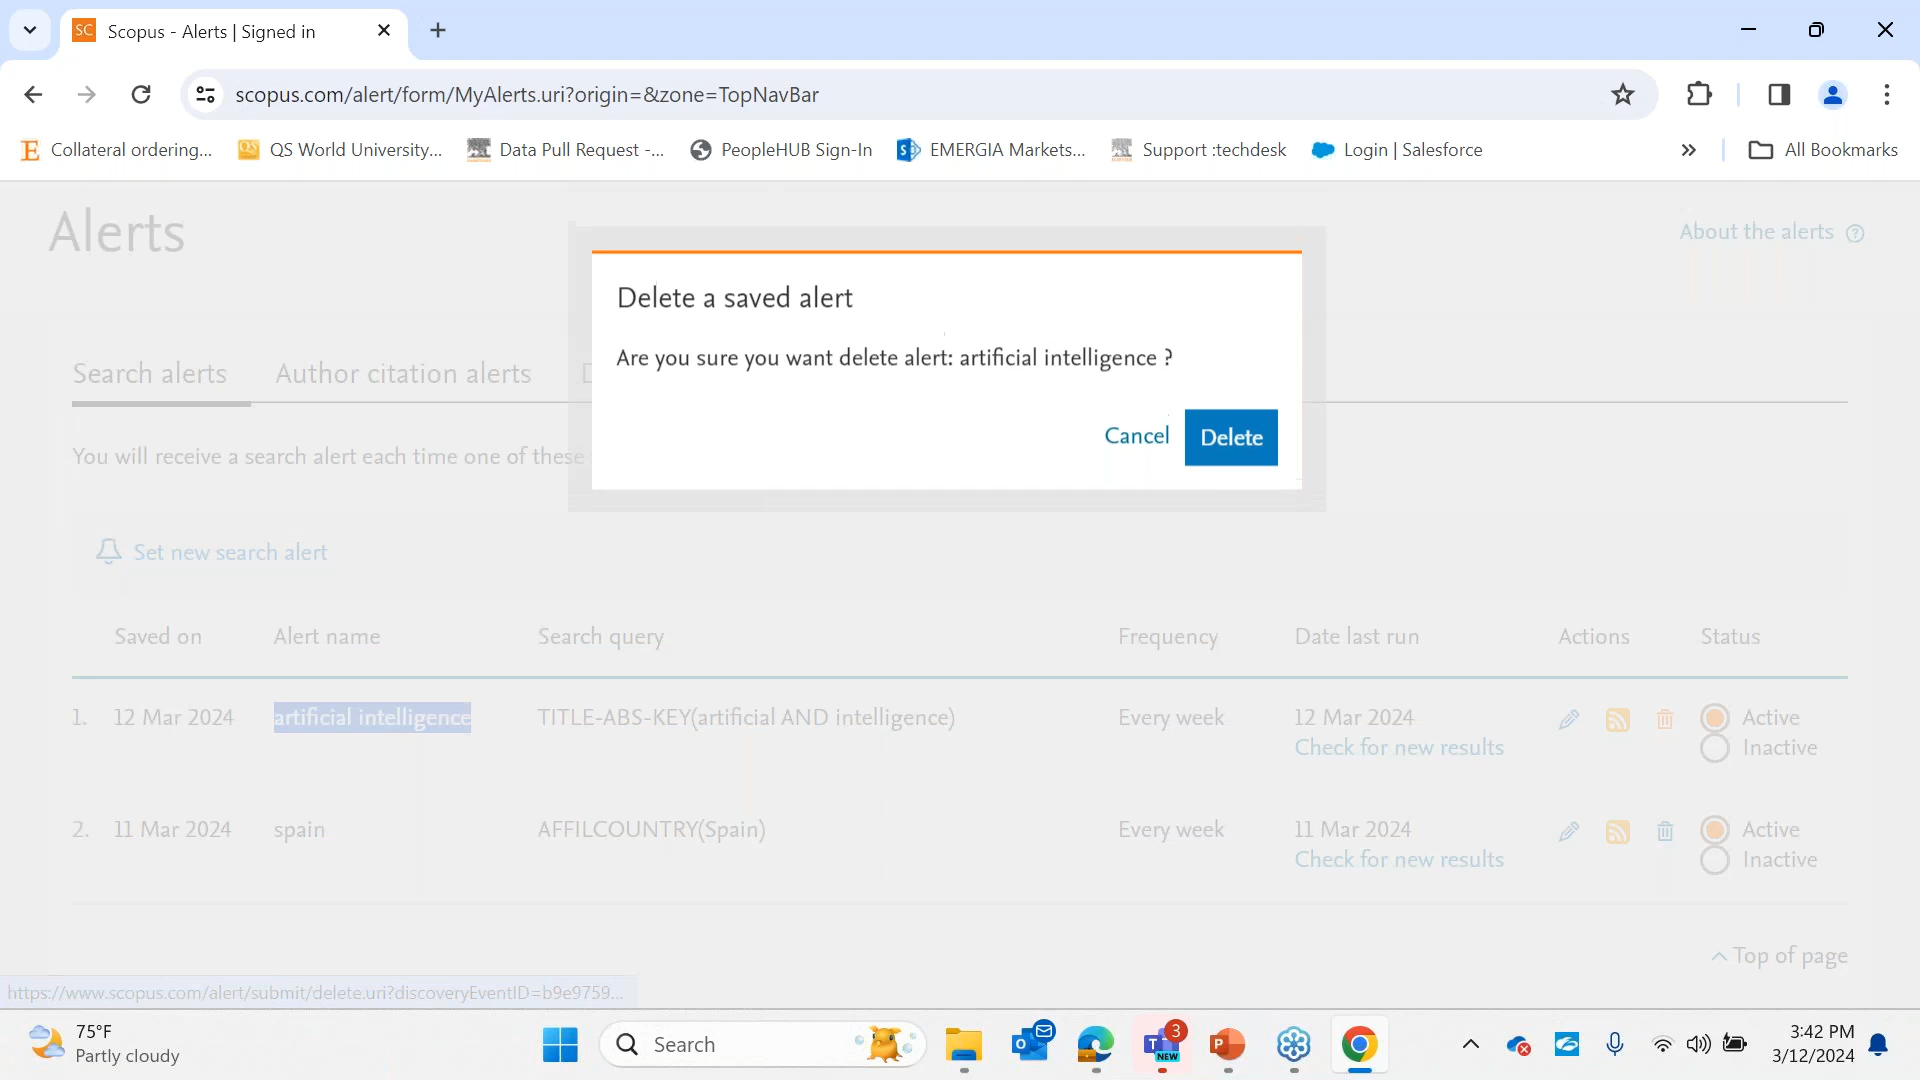 SC Scopus - Alerts | Signed in
scopus.com/alert/form/MyAlerts.uri?origin=&zone=TopNavBar
Collateral ordering... QS World University... Data Pull Request -... PeopleHUB Sign-In EMERGIA Markets... Support :techdesk Login | Salesforce » All Bookmarks
Alerts
About the alerts ?
Delete a saved alert
Are you sure you want delete alert: artificial intelligence ?
Cancel Delete
Search alerts Author citation alerts D
You will receive a search alert each time one of these
Set new search alert
Saved on Alert name Search query Frequency Date last run Actions Status
1. 12 Mar 2024 artificial intelligence TITLE-ABS-KEY(artificial AND intelligence) Every week 12 Mar 2024 Active
Check for new results Inactive
2. 11 Mar 2024 spain AFFILCOUNTRY(Spain) Every week 11 Mar 2024 Active
Check for new results Inactive
Top of page
https://www.scopus.com/alert/submit/delete.uri?discoveryEventID=b9e9759...
75°F
Partly cloudy
Search
3
NEW
3:42 PM
3/12/2024